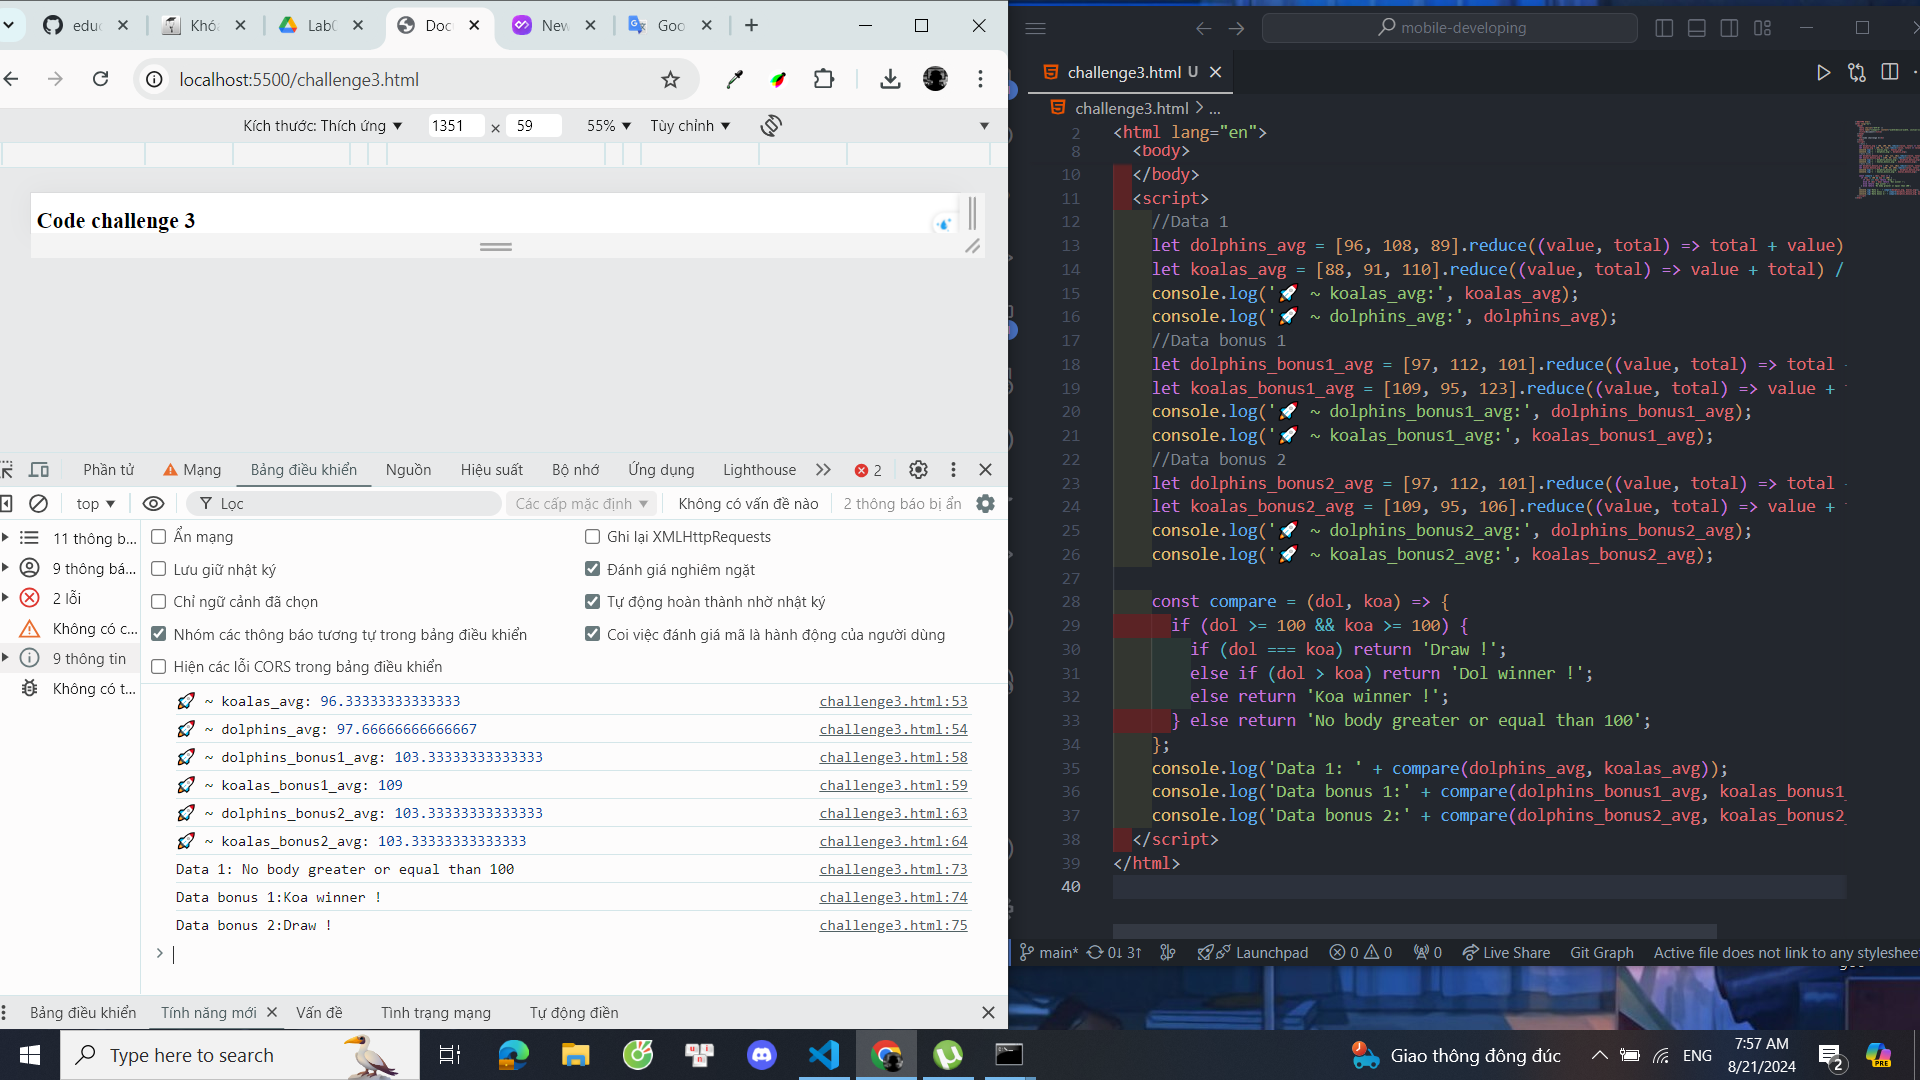 educ
Khóa
Lab0
Doc
New
Goo
localhost:5500/challenge3.html
Kích thước: Thích ứng
1351 × 59
55%
Tùy chỉnh
Code challenge 3
Phần tử
Mạng
Bảng điều khiển
Nguồn
Hiệu suất
Bộ nhớ
Ứng dụng
Lighthouse
2
top
Lọc
Các cấp mặc định
Không có vấn đề nào
2 thông báo bị ẩn
11 thông b...
9 thông bá...
2 lỗi
Không có c...
9 thông tin
Không có t...
Ẩn mạng
Lưu giữ nhật ký
Chỉ ngữ cảnh đã chọn
Nhóm các thông báo tương tự trong bảng điều khiển
Hiện các lỗi CORS trong bảng điều khiển
Ghi lại XMLHttpRequests
Đánh giá nghiêm ngặt
Tự động hoàn thành nhờ nhật ký
Coi việc đánh giá mã là hành động của người dùng
🚀 ~ koalas_avg: 96.33333333333333 challenge3.html:53
🚀 ~ dolphins_avg: 97.66666666666667 challenge3.html:54
🚀 ~ dolphins_bonus1_avg: 103.33333333333333 challenge3.html:58
🚀 ~ koalas_bonus1_avg: 109 challenge3.html:59
🚀 ~ dolphins_bonus2_avg: 103.33333333333333 challenge3.html:63
🚀 ~ koalas_bonus2_avg: 103.33333333333333 challenge3.html:64
Data 1: No body greater or equal than 100 challenge3.html:73
Data bonus 1:Koa winner ! challenge3.html:74
Data bonus 2:Draw ! challenge3.html:75
>
Bảng điều khiển
Tính năng mới
Vấn đề
Tình trạng mạng
Tự động điền
mobile-developing
challenge3.html U
challenge3.html > ...
2 <html lang="en">
8 <body>
10 </body>
11 <script>
12 //Data 1
13 let dolphins_avg = [96, 108, 89].reduce((value, total) => total + value)
14 let koalas_avg = [88, 91, 110].reduce((value, total) => value + total) /
15 console.log('🚀 ~ koalas_avg:', koalas_avg);
16 console.log('🚀 ~ dolphins_avg:', dolphins_avg);
17 //Data bonus 1
18 let dolphins_bonus1_avg = [97, 112, 101].reduce((value, total) => total
19 let koalas_bonus1_avg = [109, 95, 123].reduce((value, total) => value +
20 console.log('🚀 ~ dolphins_bonus1_avg:', dolphins_bonus1_avg);
21 console.log('🚀 ~ koalas_bonus1_avg:', koalas_bonus1_avg);
22 //Data bonus 2
23 let dolphins_bonus2_avg = [97, 112, 101].reduce((value, total) => total
24 let koalas_bonus2_avg = [109, 95, 106].reduce((value, total) => value +
25 console.log('🚀 ~ dolphins_bonus2_avg:', dolphins_bonus2_avg);
26 console.log('🚀 ~ koalas_bonus2_avg:', koalas_bonus2_avg);
27
28 const compare = (dol, koa) => {
29 if (dol >= 100 && koa >= 100) {
30 if (dol === koa) return 'Draw !';
31 else if (dol > koa) return 'Dol winner !';
32 else return 'Koa winner !';
33 } else return 'No body greater or equal than 100';
34 };
35 console.log('Data 1: ' + compare(dolphins_avg, koalas_avg));
36 console.log('Data bonus 1:' + compare(dolphins_bonus1_avg, koalas_bonus1_
37 console.log('Data bonus 2:' + compare(dolphins_bonus2_avg, koalas_bonus2_
38 </script>
39 </html>
40
main*
0↓ 3↑
Launchpad
0 0
0
Live Share
Git Graph
Active file does not link to any stylesheet
Type here to search
Giao thông đông đúc
ENG
7:57 AM
8/21/2024
2
PRE